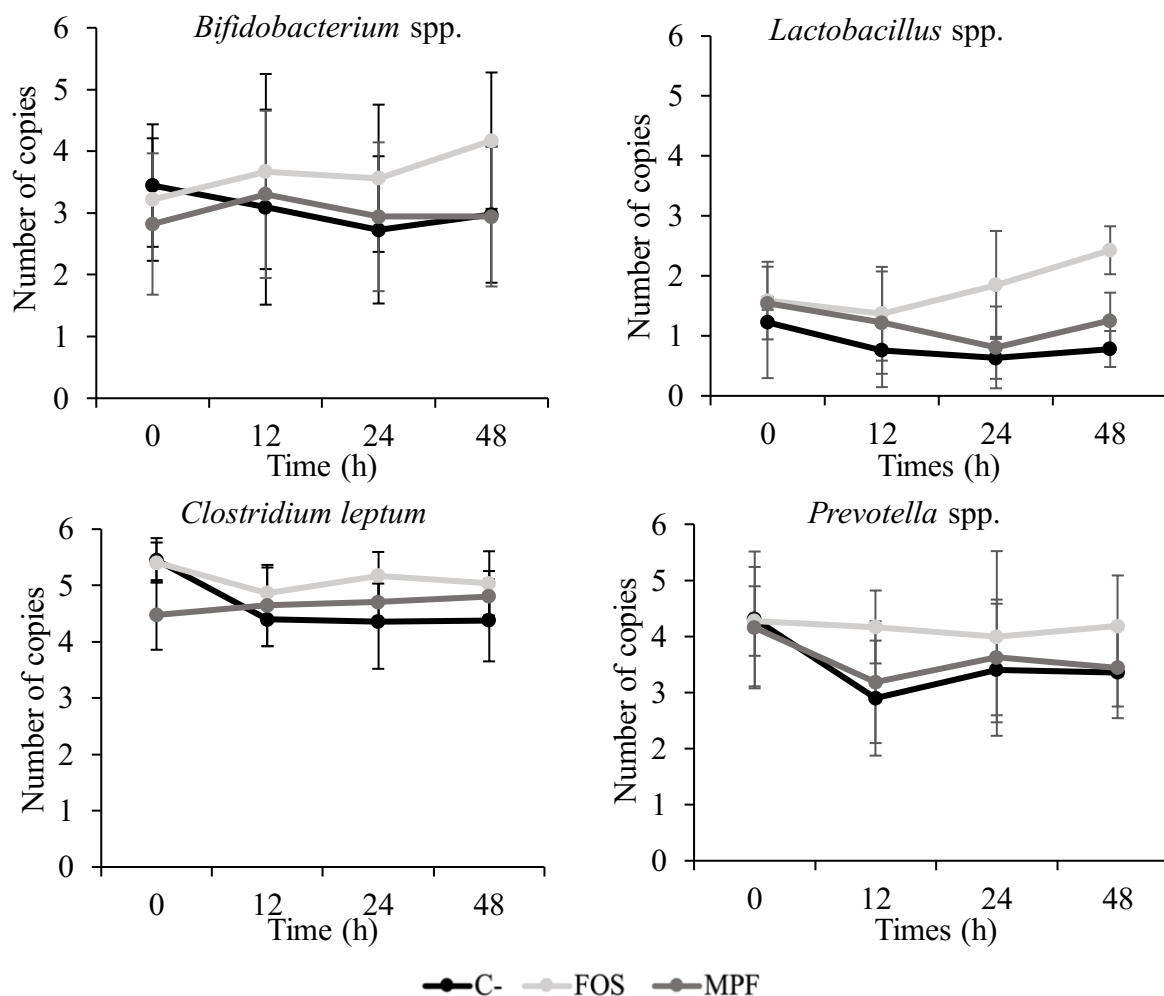 Bifidobacterium spp.
6
5
4
3
2
1
0
Number of copies
0 12 24 48
Time (h)
Lactobacillus spp.
6
5
4
3
2
1
0
Number of copies
0 12 24 48
Times (h)
Clostridium leptum
6
5
4
3
2
1
0
Number of copies
0 12 24 48
Time (h)
Prevotella spp.
6
5
4
3
2
1
0
Number of copies
0 12 24 48
Times (h)
C- FOS MPF